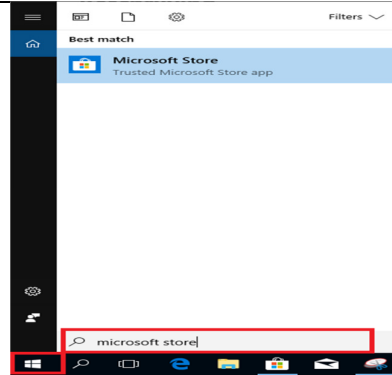 Filters
Best match
Microsoft Store
Trusted Microsoft Store app
microsoft store